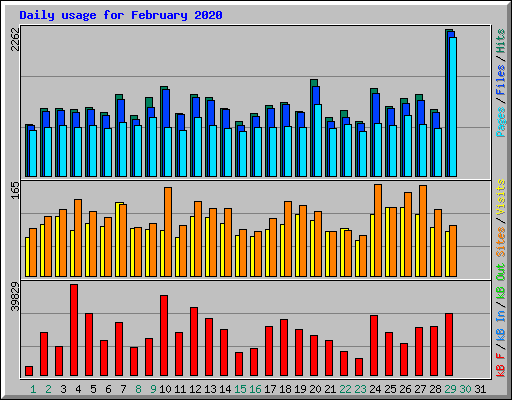 Daily usage for February 2020
2262
Pages / Files / Hits
165
Sites / Visits
39829
kB F / kB In / kB Out
1 2 3 4 5 6 7 8 9 10 11 12 13 14 15 16 17 18 19 20 21 22 23 24 25 26 27 28 29 30 31